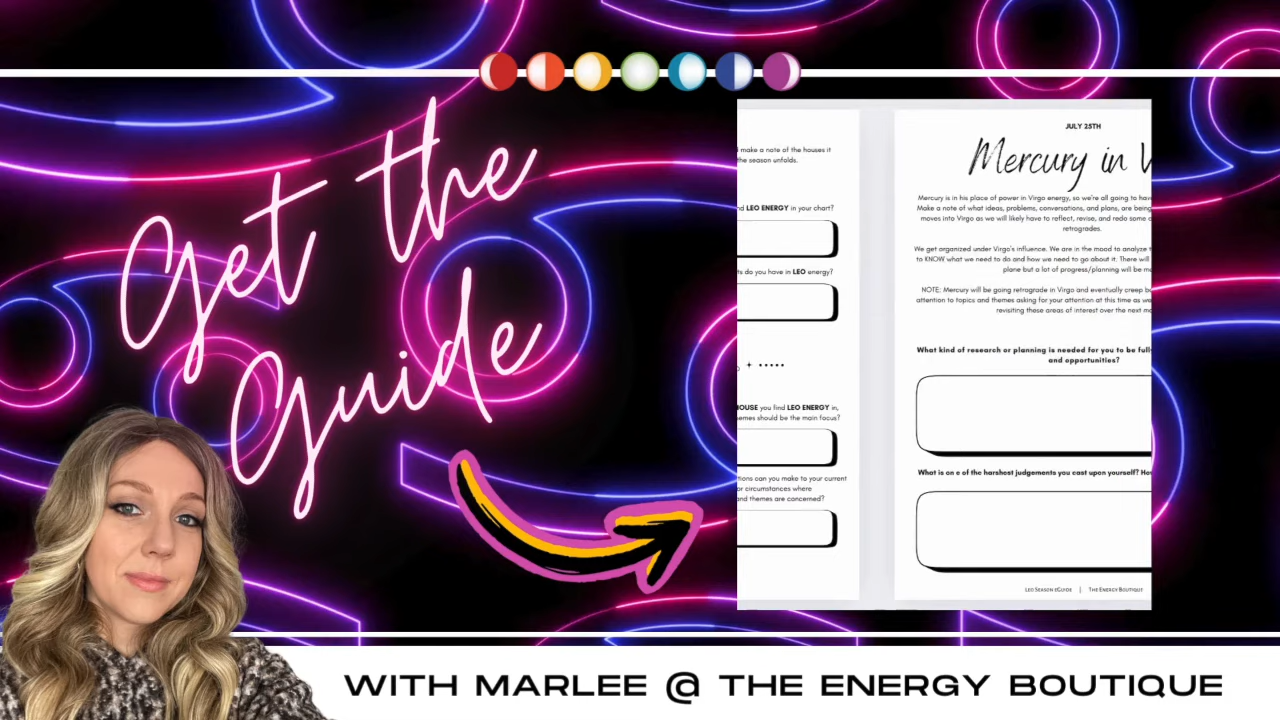 Get the
Guide
make a note of the houses it
the season unfolds.
LEO ENERGY in your chart?
do you have in LEO energy?
HOUSE you find LEO ENERGY in,
should be the main focus?
can you make to your current
or circumstances where
and themes are concerned?
JULY 25TH
Mercury in
Mercury is in his place of power in Virgo energy, so we're all going to
Make a note of what ideas, problems, conversations, and plans, are being
moves into Virgo as we will likely have to reflect, revise, and redo some
retrogrades.
We get organized under Virgo's influence. We are in the mood to analyze
to KNOW what we need to do and how we need to go about it. There will
plane but a lot of progress/planning will be
NOTE: Mercury will be going retrograde in Virgo and eventually creep
attention to topics and themes asking for your attention at this time as
revisiting these areas of interest over the next
What kind of research or planning is needed for you to be
and opportunities?
What is on e of the harshest judgements you cast upon yourself?
LEO SEASON EGUIDE | THE ENERGY BOUTIQUE
WITH MARLEE @ THE ENERGY BOUTIQUE